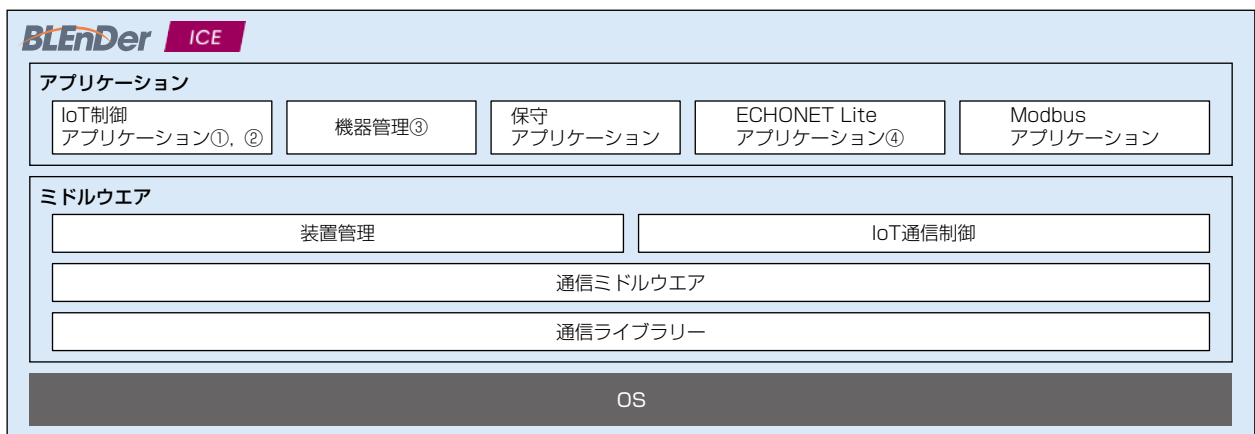 BLEnDer ICE
アプリケーション
IoT制御
アプリケーション①，②
機器管理③
保守
アプリケーション
ECHONET Lite
アプリケーション④
Modbus
アプリケーション
ミドルウエア
装置管理
IoT通信制御
通信ミドルウエア
通信ライブラリー
OS